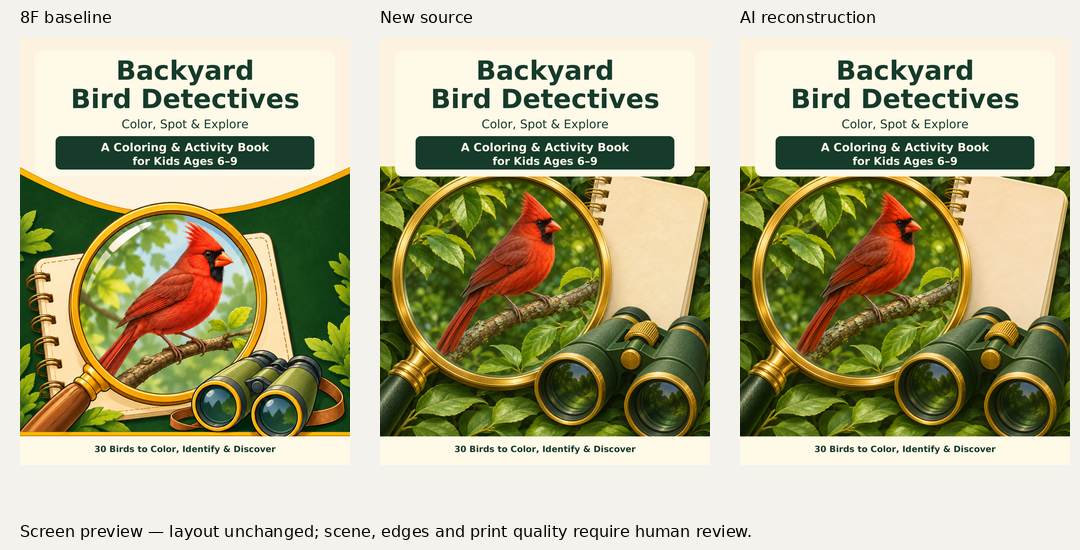 8F baseline
New source
AI reconstruction
Backyard
Bird Detectives
Color, Spot & Explore
A Coloring & Activity Book
for Kids Ages 6–9
30 Birds to Color, Identify & Discover
Backyard
Bird Detectives
Color, Spot & Explore
A Coloring & Activity Book
for Kids Ages 6–9
30 Birds to Color, Identify & Discover
Backyard
Bird Detectives
Color, Spot & Explore
A Coloring & Activity Book
for Kids Ages 6–9
30 Birds to Color, Identify & Discover
Screen preview — layout unchanged; scene, edges and print quality require human review.